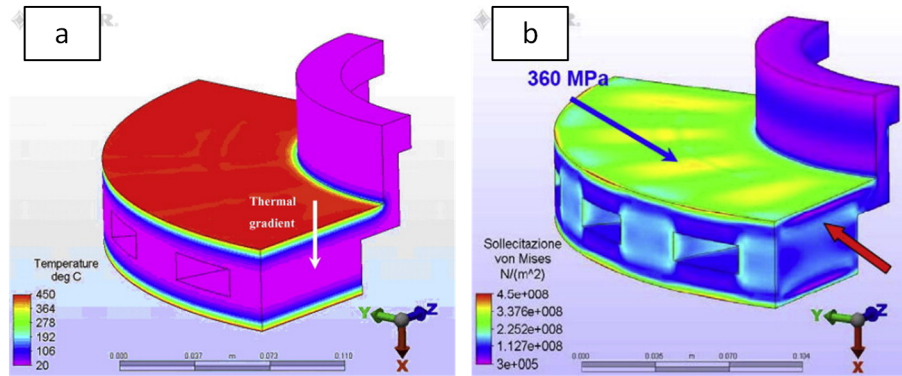 a
R.
Thermal
gradient
Temperature
deg C
450
364
278
192
106
20
Y
Z
X
0.000
0.037
m
0.073
0.110
b
R.
360 MPa
Sollecitazione
von Mises
N/(m^2)
4.5e+008
3.376e+008
2.252e+008
1.127e+008
3e+005
Y
Z
X
0.000
0.035
m
0.070
0.104